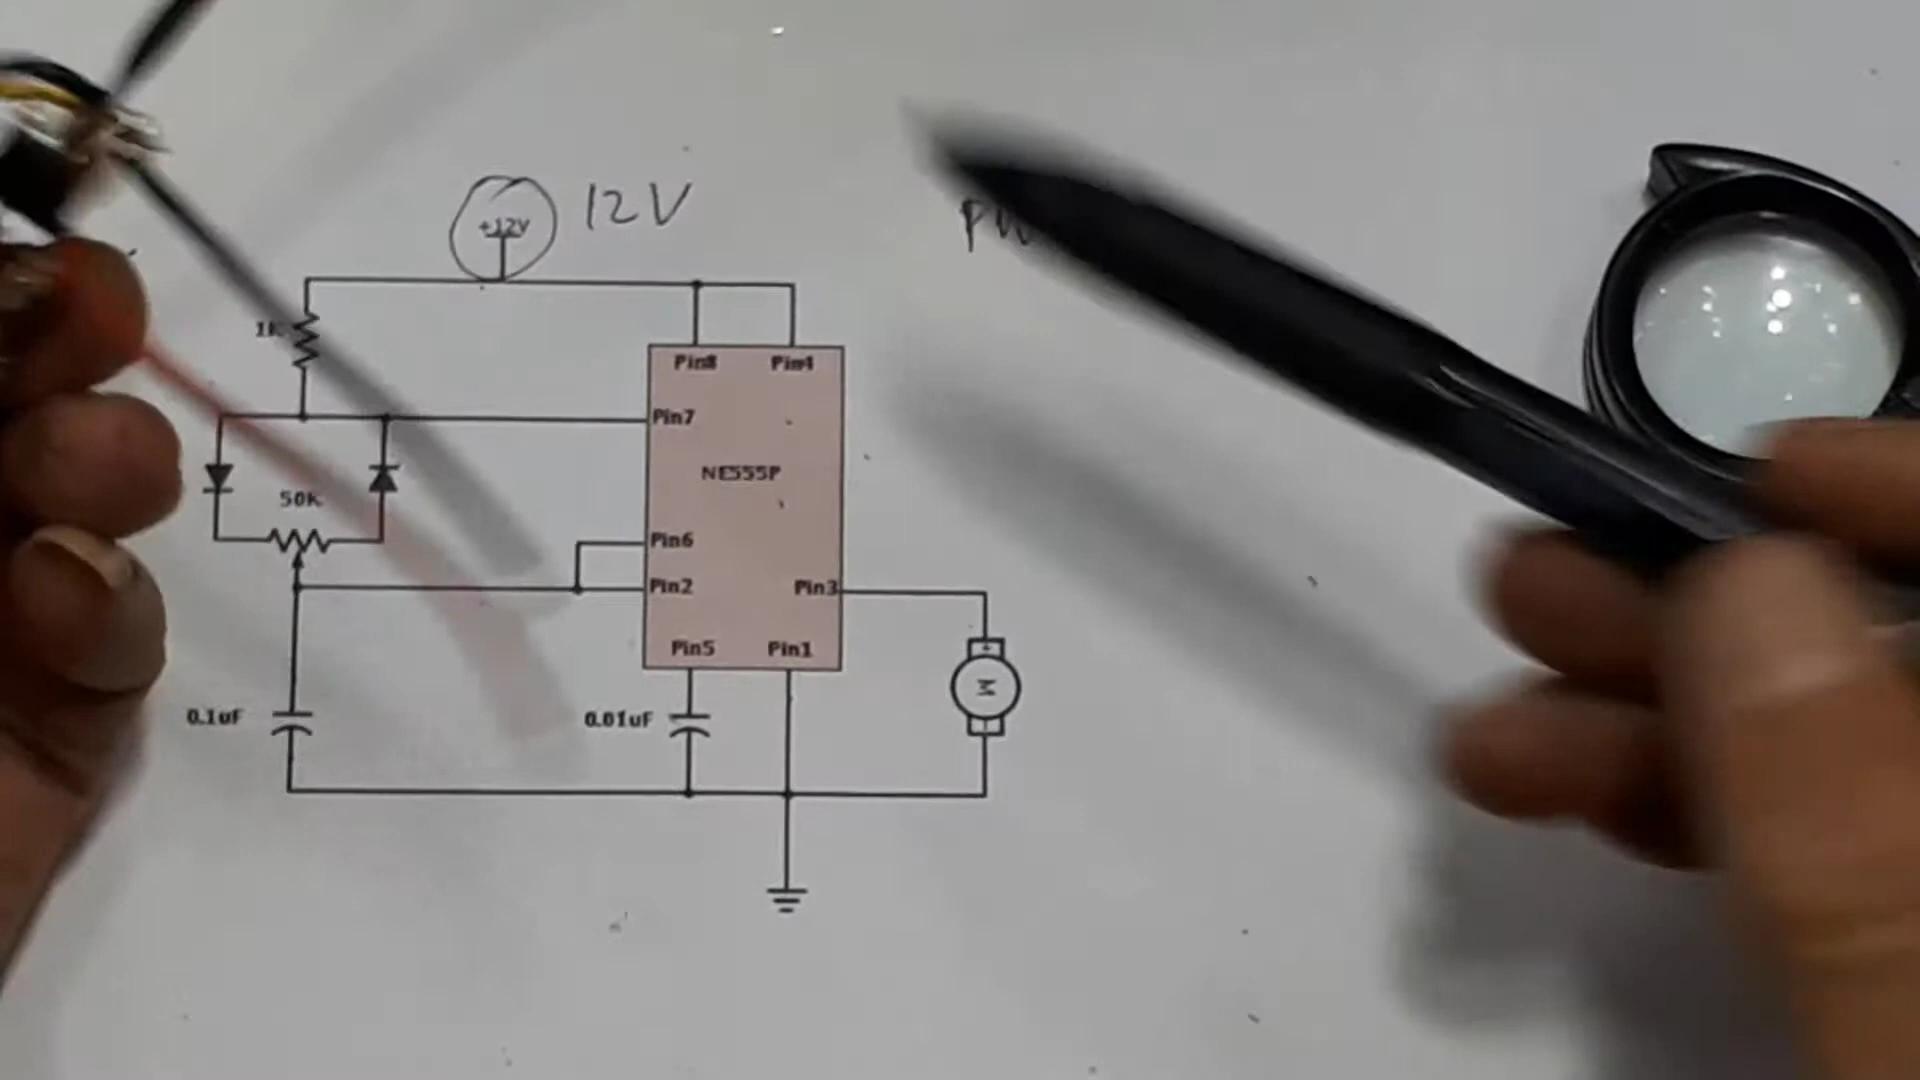 +12V 12V
1K
Pin8 Pin4
Pin7
NE555P
50K
Pin6
Pin2 Pin3
Pin5 Pin1
0.1uF 0.01uF
M